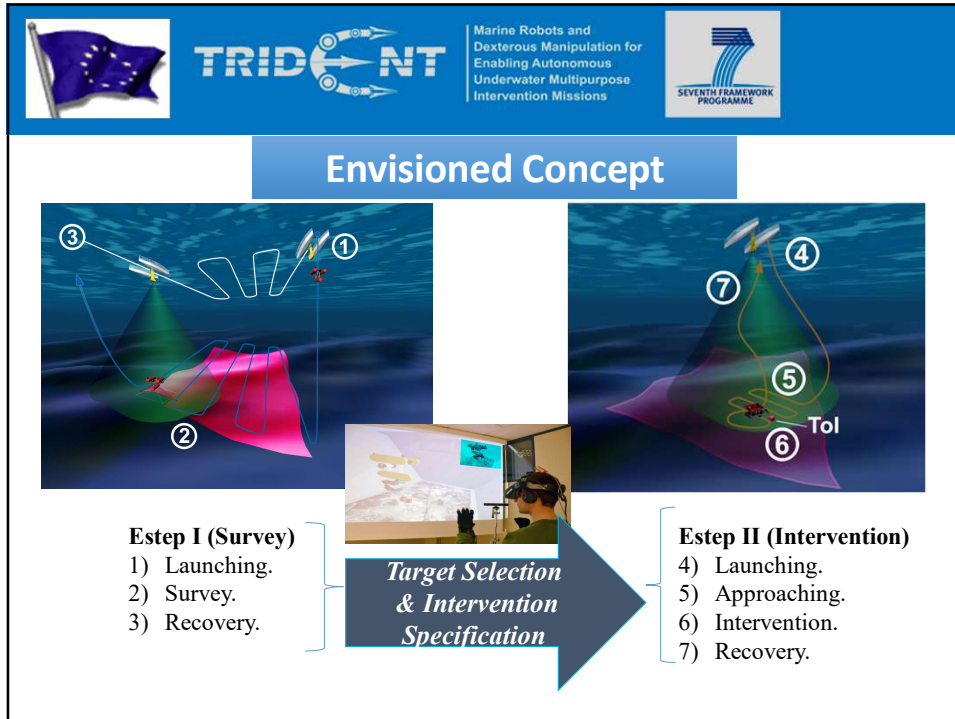 TRIDENT
Marine Robots and
Dexterous Manipulation for
Enabling Autonomous
Underwater Multipurpose
Intervention Missions
7
SEVENTH FRAMEWORK
PROGRAMME
Envisioned Concept
3
1
2
4
7
5
ToI
6
Estep I (Survey)
1) Launching.
2) Survey.
3) Recovery.
Target Selection
& Intervention
Specification
Estep II (Intervention)
4) Launching.
5) Approaching.
6) Intervention.
7) Recovery.